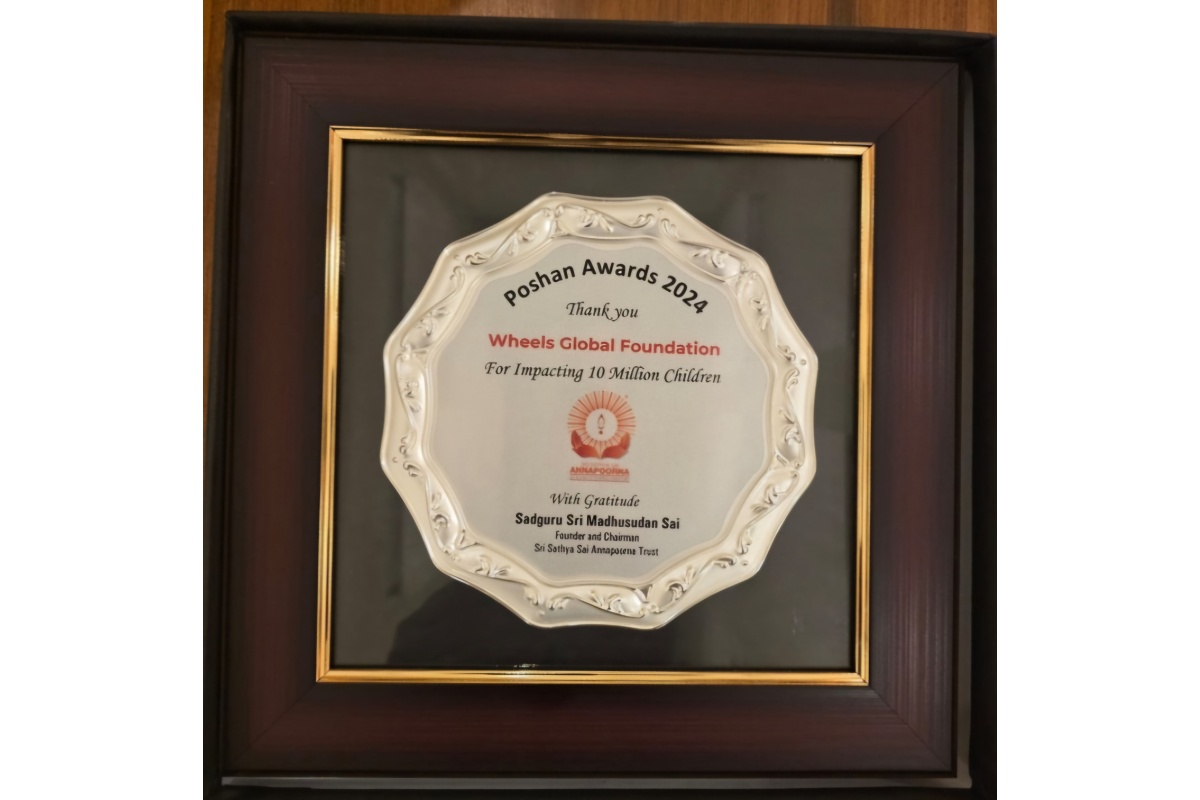 Poshan Awards 2024
Thank you
Wheels Global Foundation
For Impacting 10 Million Children
ANNAPOORNA
With Gratitude
Sadguru Sri Madhusudan Sai
Founder and Chairman
Sri Sathya Sai Annapoorna Trust